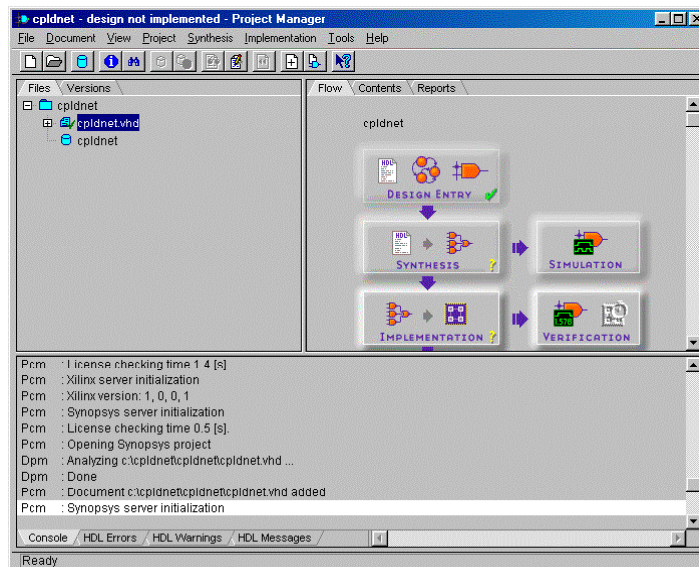 cpldnet - design not implemented - Project Manager
File Document View Project Synthesis Implementation Tools Help
Files Versions
cpldnet
cpldnet.vhd
cpldnet
Flow Contents Reports
cpldnet
HDL
DESIGN ENTRY
HDL
SYNTHESIS ?
SIMULATION
IMPLEMENTATION ?
VERIFICATION
Pcm : License checking time 1.4 [s]
Pcm : Xilinx server initialization
Pcm : Xilinx version: 1, 0, 0, 1
Pcm : Synopsys server initialization
Pcm : License checking time 0.5 [s].
Pcm : Opening Synopsys project
Dpm : Analyzing c:\cpldnet\cpldnet\cpldnet.vhd ...
Dpm : Done
Pcm : Document c:\cpldnet\cpldnet\cpldnet.vhd added
Pcm : Synopsys server initialization
Console HDL Errors HDL Warnings HDL Messages
Ready